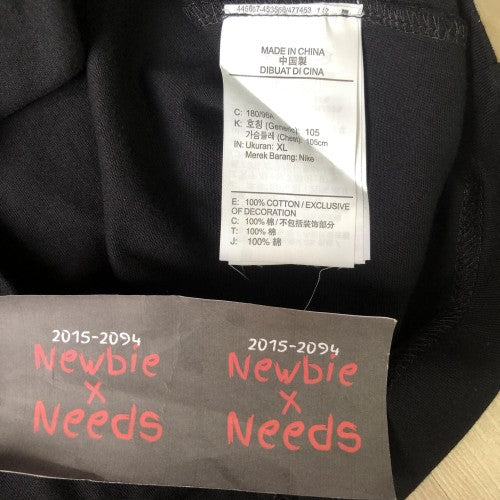 MADE IN CHINA
中国製
DIBUAT DI CINA
C: 180/96A
K: 호칭 (Generic): 105
가슴둘레 (Chest): 105cm
IN: Ukuran: XL
Merek Barang: Nike
E: 100% COTTON / EXCLUSIVE
OF DECORATION
C: 100% 棉 / 不包括装饰部分
T: 100% 棉
J: 100% 綿
2015-2094
Newbie
x
Needs
2015-2094
Newbie
x
Needs